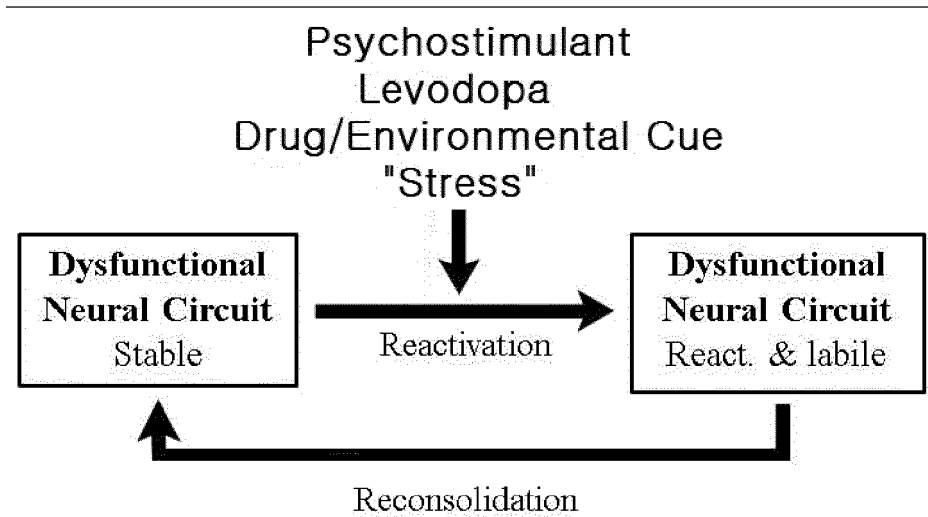 Psychostimulant
Levodopa
Drug/Environmental Cue
"Stress"
Dysfunctional
Neural Circuit
Stable
Reactivation
Dysfunctional
Neural Circuit
React. & labile
Reconsolidation